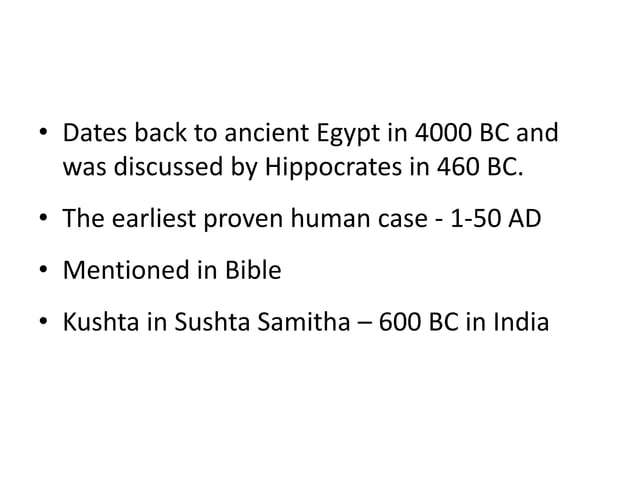 • Dates back to ancient Egypt in 4000 BC and
was discussed by Hippocrates in 460 BC.
• The earliest proven human case - 1-50 AD
• Mentioned in Bible
• Kushta in Sushta Samitha – 600 BC in India